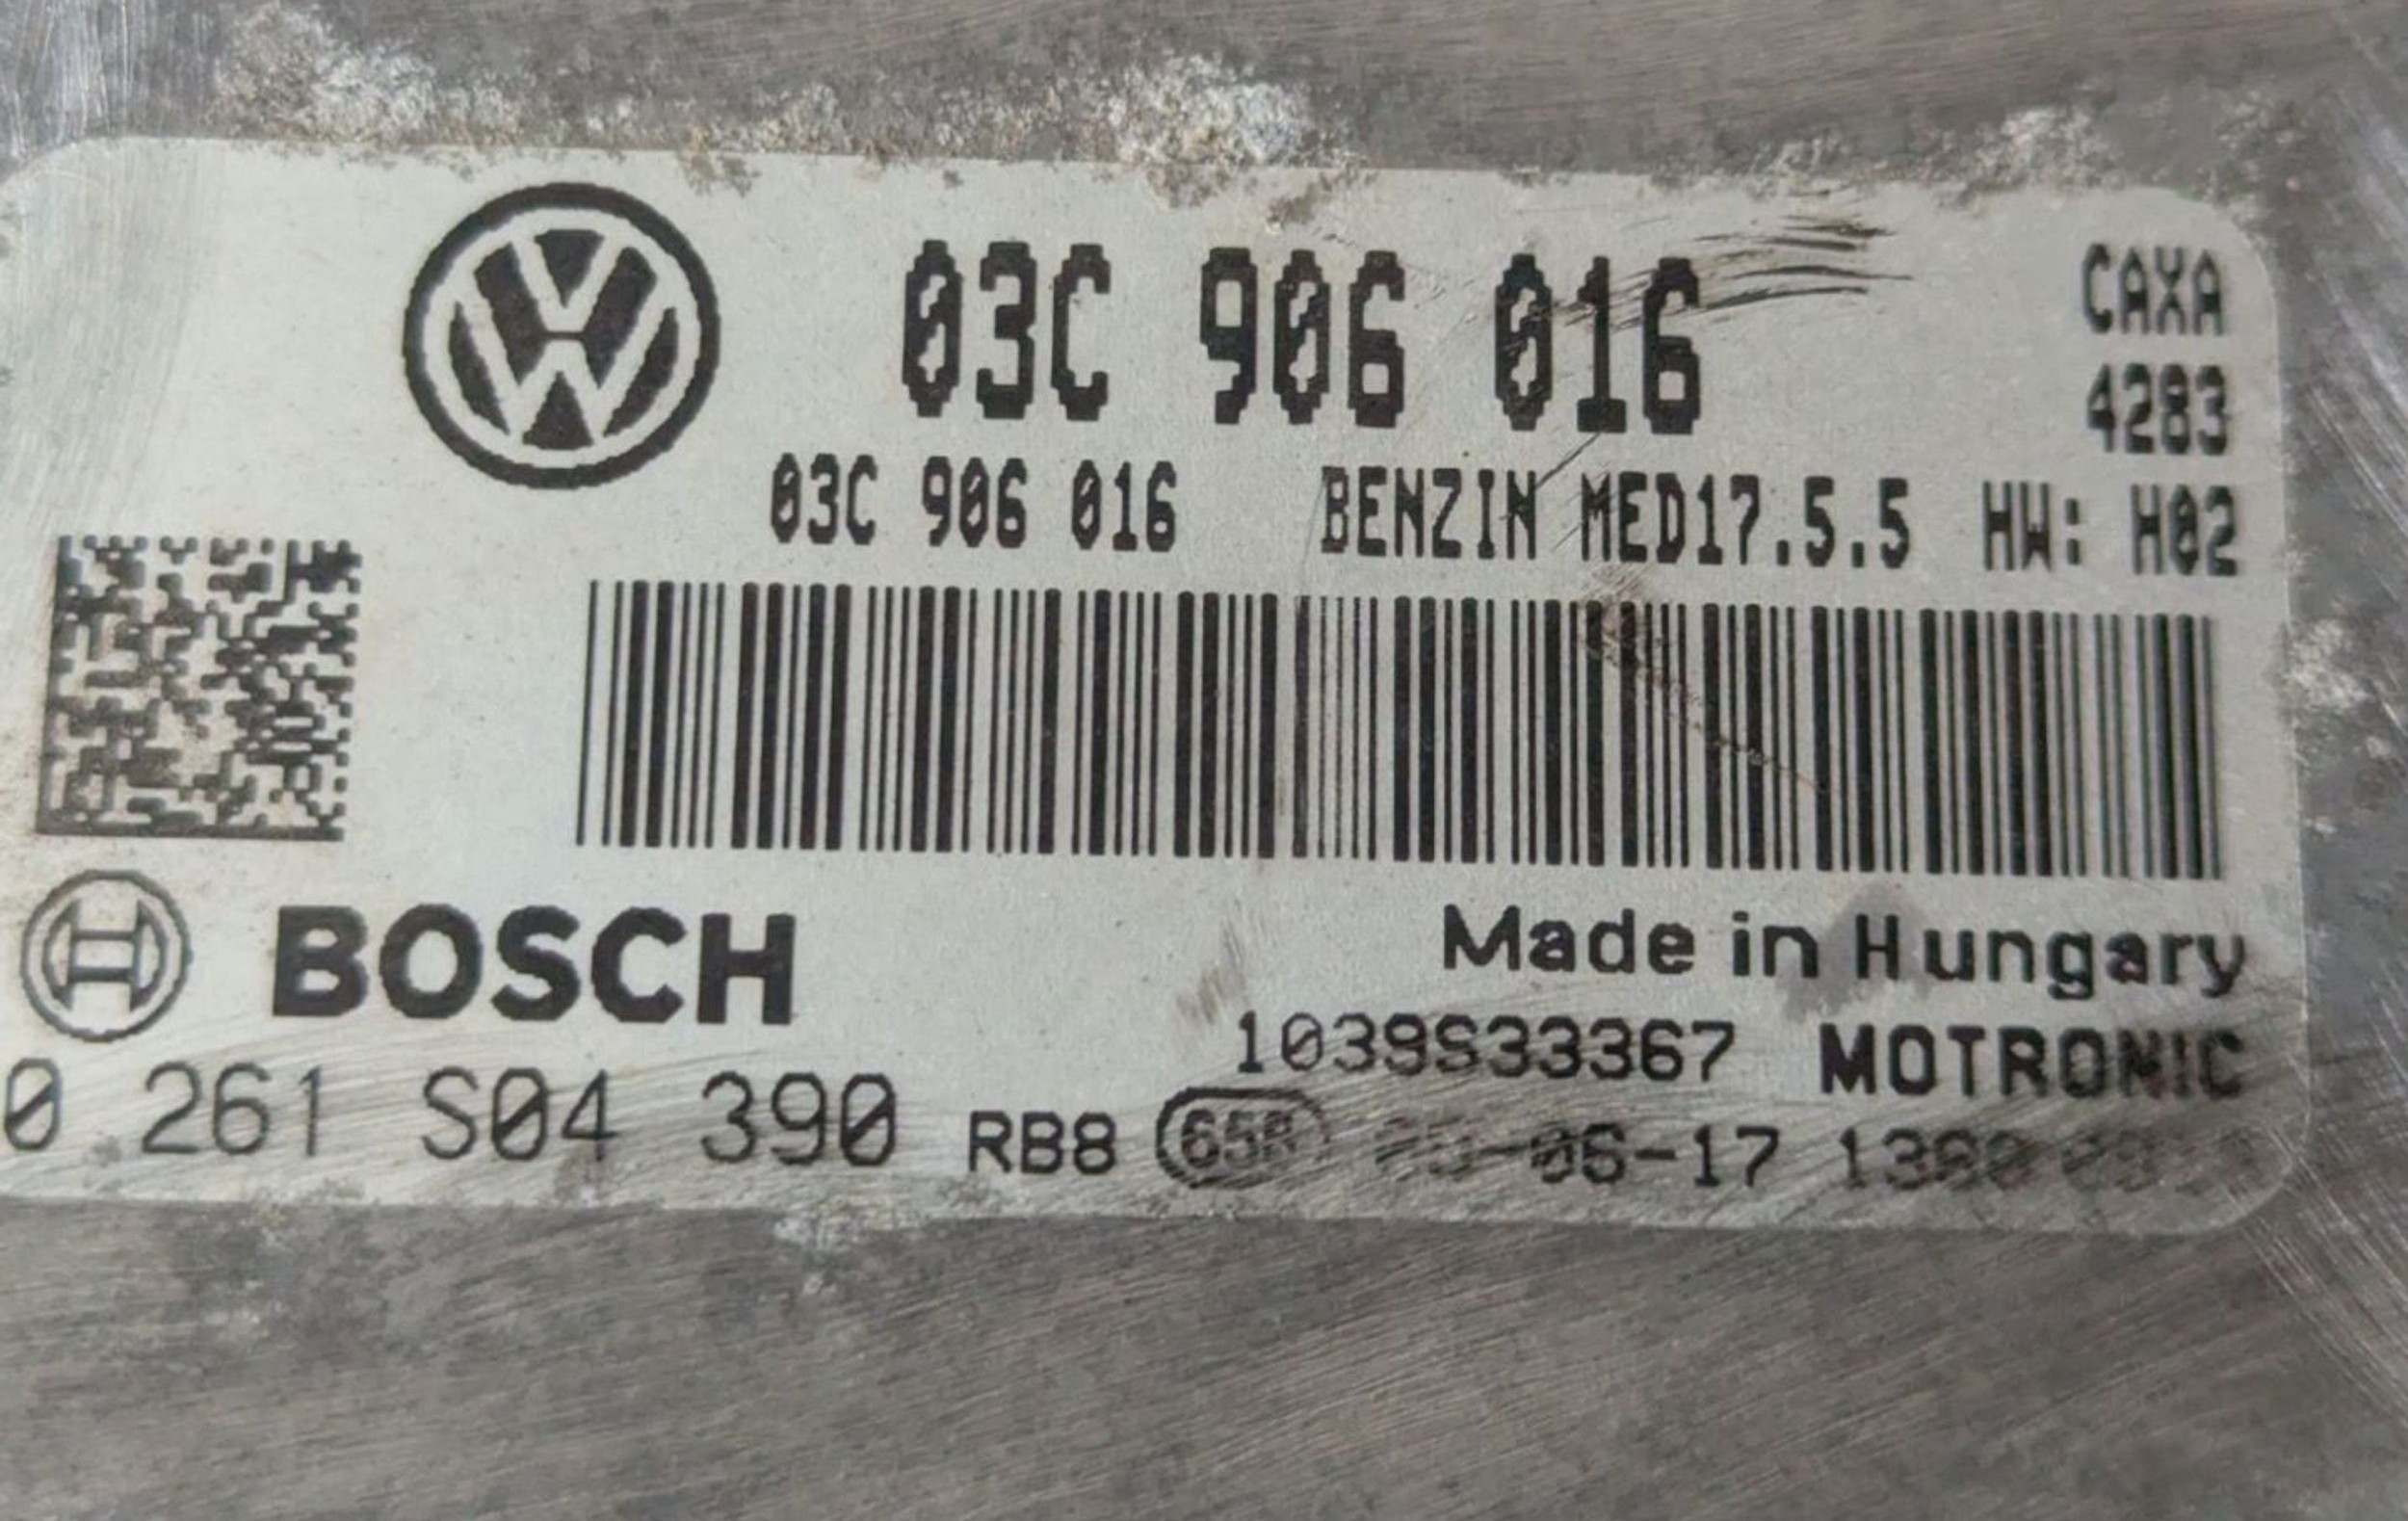 03C 906 016 CAXA
4283
03C 906 016 BENZIN MED17.5.5 HW: H02
BOSCH
Made in Hungary
1039S33367 MOTRONIC
0 261 S04 390 RB8 65R